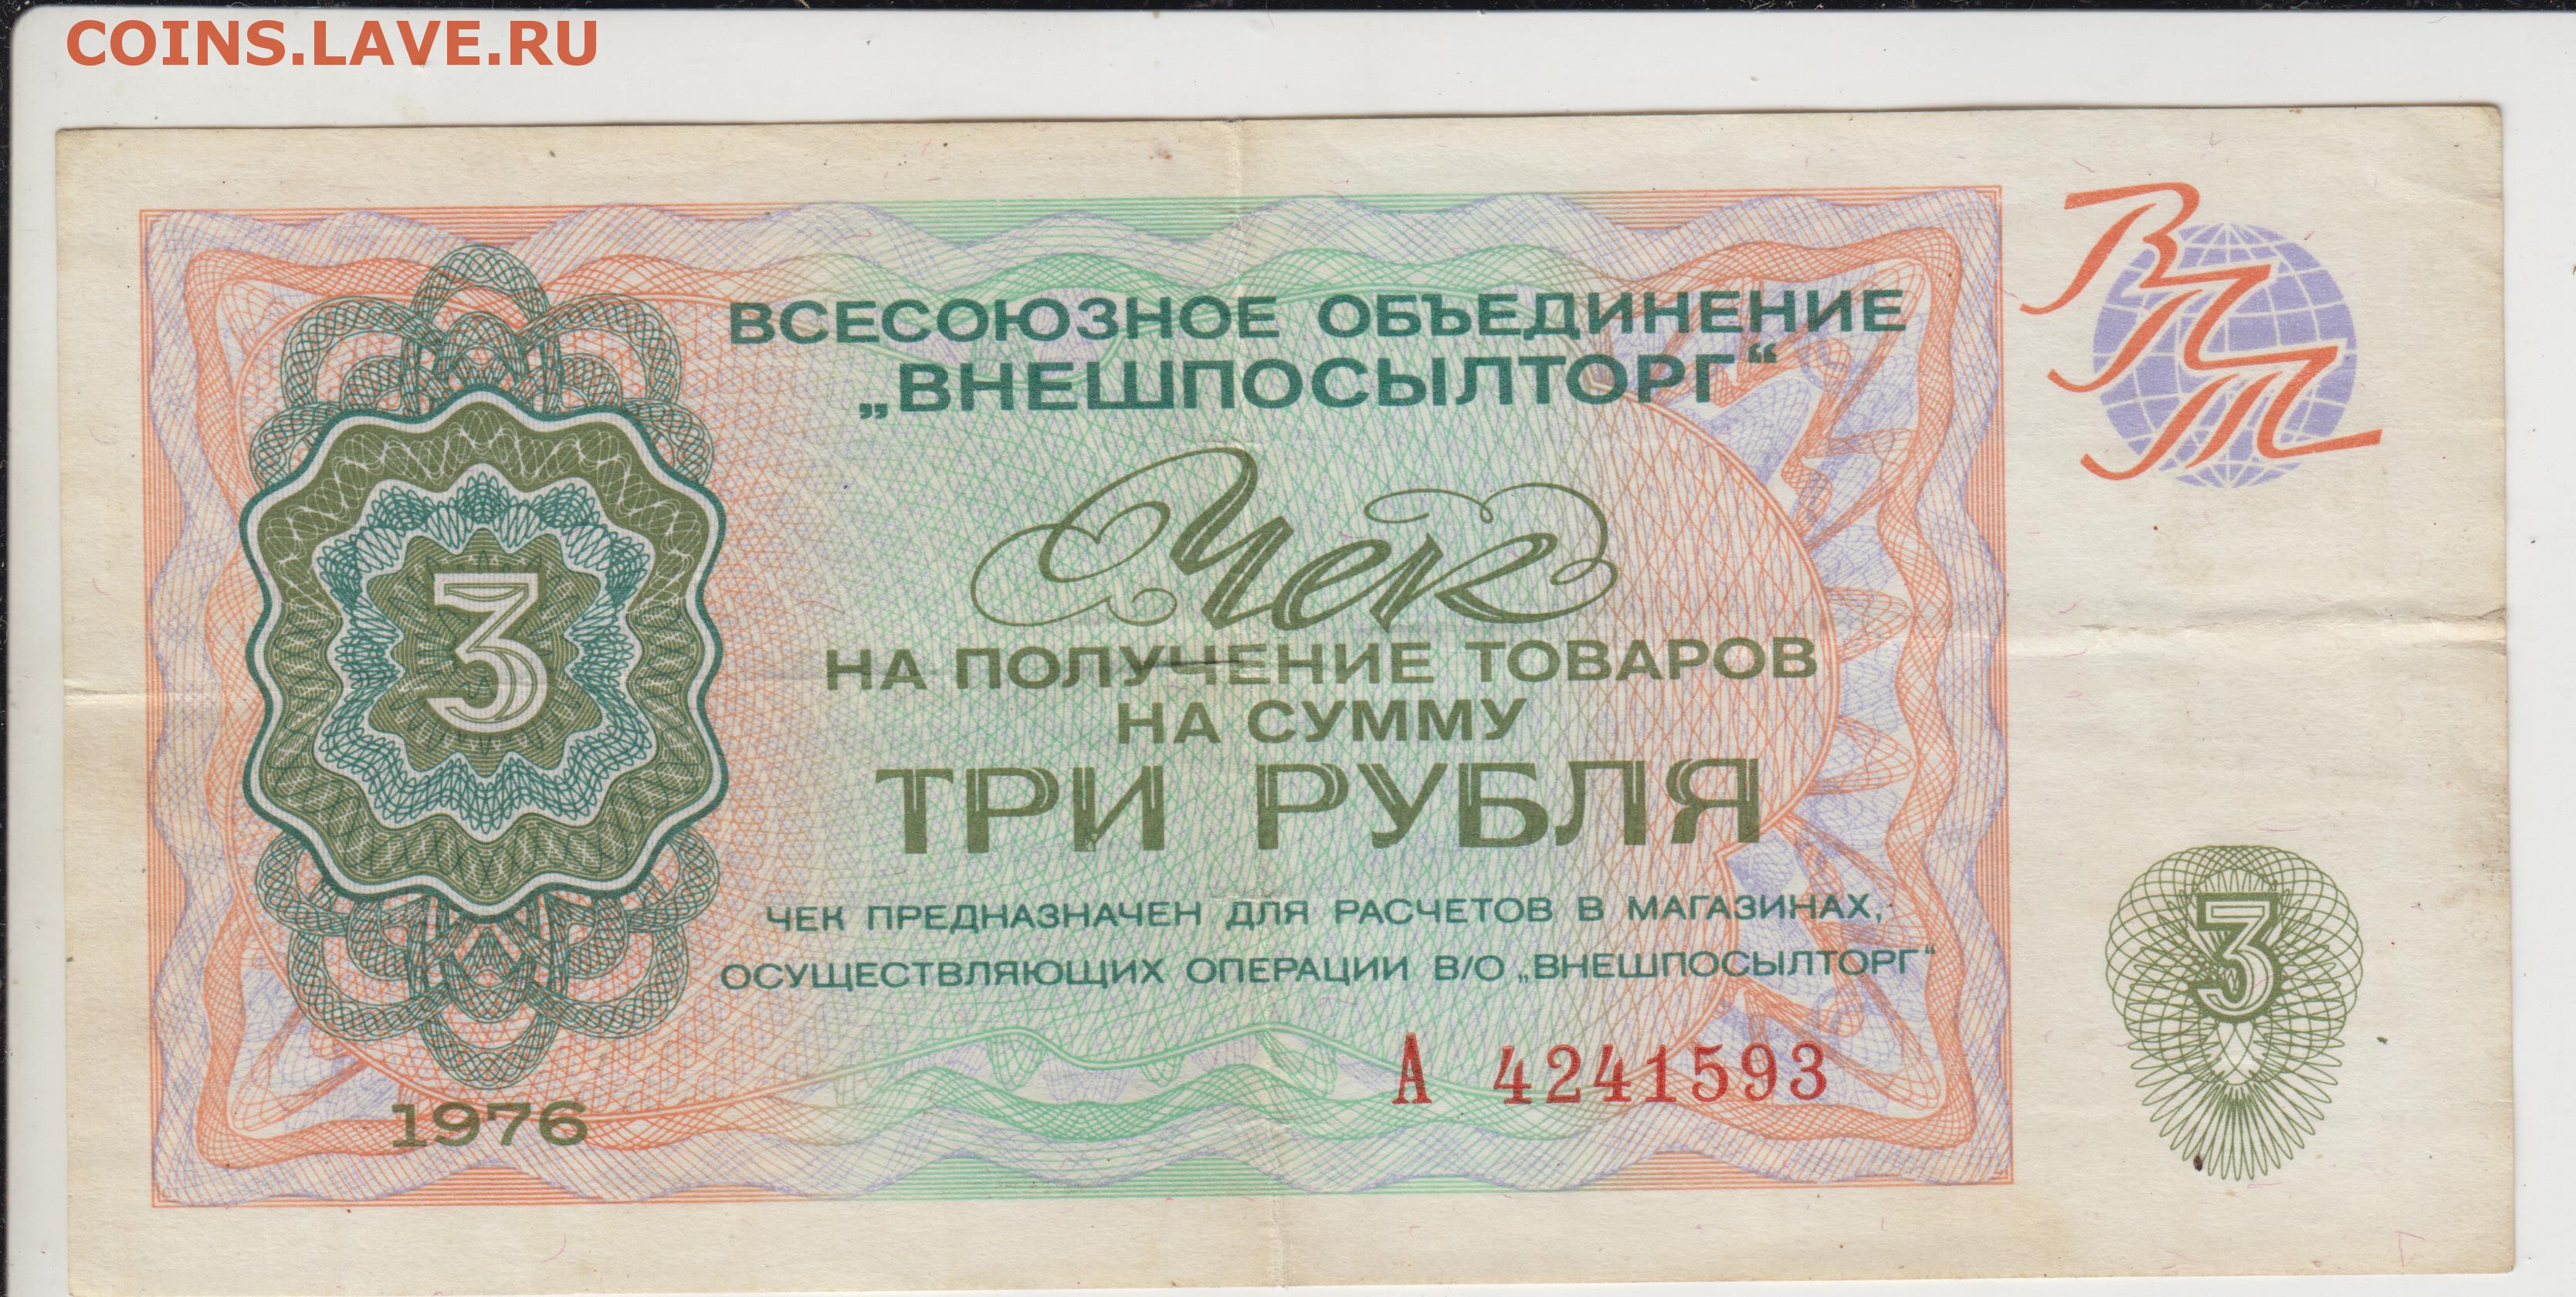 COINS.LAVE.RU
ВСЕСОЮЗНОЕ ОБЪЕДИНЕНИЕ
„ВНЕШПОСЫЛТОРГ“
ВПТ
Чек
НА ПОЛУЧЕНИЕ ТОВАРОВ
НА СУММУ
3
ТРИ РУБЛЯ
ЧЕК ПРЕДНАЗНАЧЕН ДЛЯ РАСЧЕТОВ В МАГАЗИНАХ,
ОСУЩЕСТВЛЯЮЩИХ ОПЕРАЦИИ В/О „ВНЕШПОСЫЛТОРГ“
3
А 4241593
1976